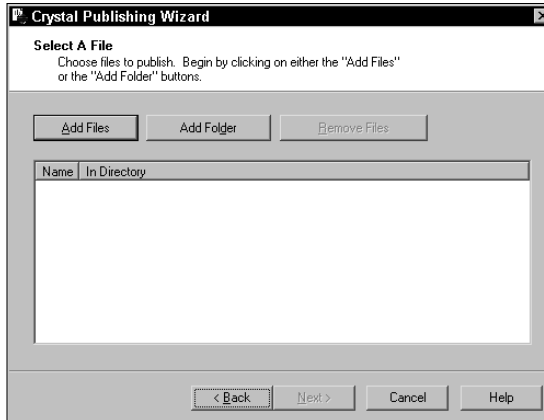 Crystal Publishing Wizard
Select A File
Choose files to publish. Begin by clicking on either the "Add Files"
or the "Add Folder" buttons.
Add Files Add Folder Remove Files
Name In Directory
< Back Next > Cancel Help